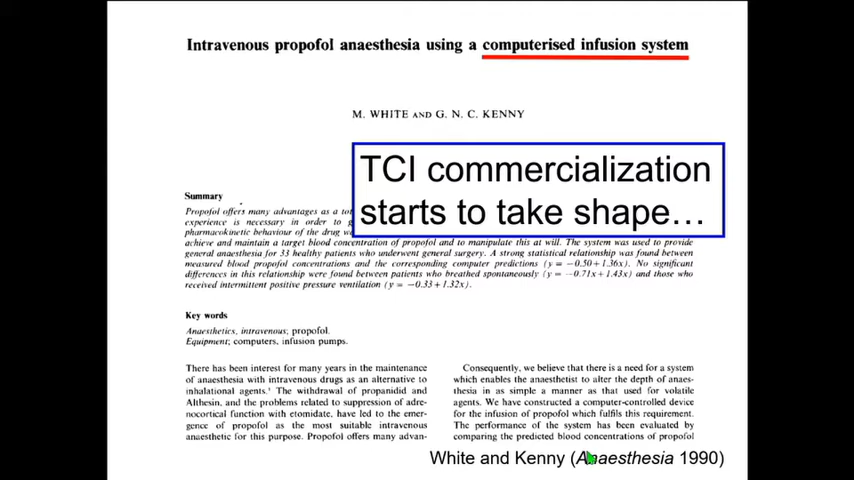 Intravenous propofol anaesthesia using a computerised infusion system
M. WHITE AND G. N. C. KENNY
TCI commercialization
starts to take shape…
Summary
Propofol offers many advantages as a tot
experience is necessary in order to g
pharmacokinetic behaviour of the drug w
achieve and maintain a target blood concentration of propofol and to manipulate this at will. The system was used to provide
general anaesthesia for 33 healthy patients who underwent general surgery. A strong statistical relationship was found between
measured blood propofol concentrations and the corresponding computer predictions (y = −0.50 + 1.36x). No significant
differences in this relationship were found between patients who breathed spontaneously (y = −0.71x + 1.43x) and those who
received intermittent positive pressure ventilation (y = −0.33 + 1.32x).
Key words
Anaesthetics, intravenous; propofol.
Equipment; computers, infusion pumps.
There has been interest for many years in the maintenance
of anaesthesia with intravenous drugs as an alternative to
inhalational agents.¹ The withdrawal of propanidid and
Althesin, and the problems related to suppression of adre-
nocortical function with etomidate, have led to the emer-
gence of propofol as the most suitable intravenous
anaesthetic for this purpose. Propofol offers many advan-
Consequently, we believe that there is a need for a system
which enables the anaesthetist to alter the depth of anaes-
thesia in as simple a manner as that used for volatile
agents. We have constructed a computer-controlled device
for the infusion of propofol which fulfils this requirement.
The performance of the system has been evaluated by
comparing the predicted blood concentrations of propofol
White and Kenny (Anaesthesia 1990)